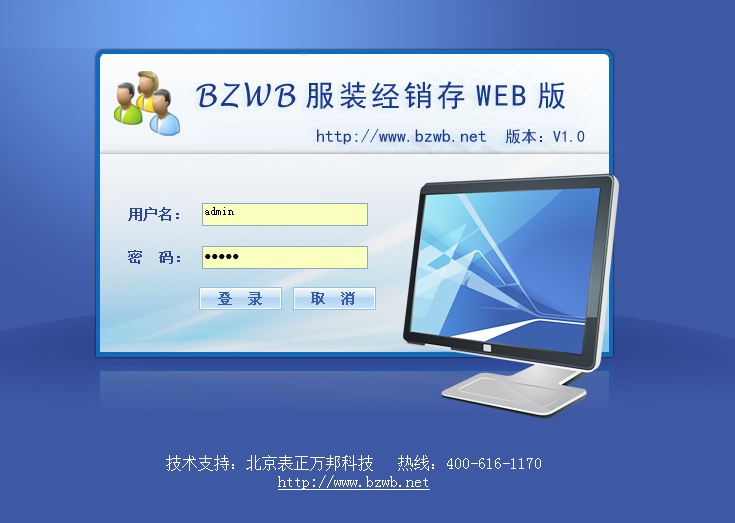 BZWB 服装经销存 WEB 版
http://www.bzwb.net 版本：V1.0
用户名： admin
密 码： ●●●●●
登 录 取 消
技术支持：北京表正万邦科技 热线：400-616-1170
http://www.bzwb.net